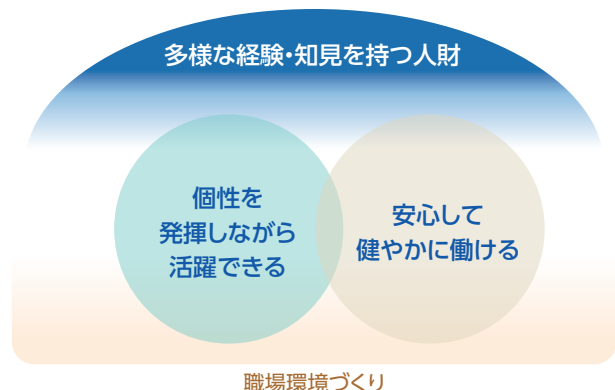 多様な経験・知見を持つ人財
個性を
発揮しながら
活躍できる
安心して
健やかに働ける
職場環境づくり